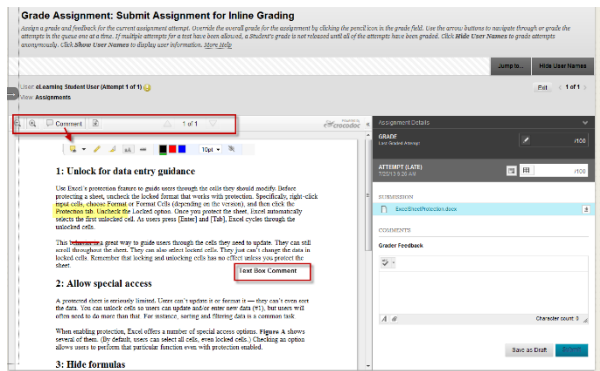 Grade Assignment: Submit Assignment for Inline Grading
Assign a grade and feedback for the current assignment attempt. Override the overall grade for the assignment by clicking the pencil icon in the grade field. Use the arrow buttons to navigate through or grade the
attempts in the queue one at a time. If multiple attempts for a test have been allowed, a Student's grade is not released until all of the attempts have been graded. Click Hide User Names to grade attempts
anonymously. Click Show User Names to display user information. More Help
Jump to... Hide User Names
User eLearning Student User (Attempt 1 of 1)
View Assignments
Exit < 1 of 1 >
Comment 1 of 1 crocodoc
10pt
1: Unlock for data entry guidance
Use Excel's protection feature to guide users through the cells they should modify. Before
protecting a sheet, uncheck the locked format that works with protection. Specifically, right-click
input cells, choose Format or Format Cells (depending on the version), and then click the
Protection tab. Uncheck the Locked option. Once you protect the sheet, Excel automatically
selects the first unlocked cell. As users press [Enter] and [Tab], Excel cycles through the
unlocked cells.
This is a great way to guide users through the cells they need to update. They can still
scroll throughout the sheet. They can also select locked cells. They just can't change the data in
locked cells. Remember that locking and unlocking cells has no effect unless you protect the
sheet.
Text Box Comment
2: Allow special access
A protected sheet is seriously limited. Users can't update it or format it — they can't even sort
the data. You can unlock cells so users can update and/or enter new data (#1), but users will
often need to do more than that. For instance, sorting and filtering data is a common task.
When enabling protection, Excel offers a number of special access options. Figure A shows
several of them. (By default, users can select all cells, even locked cells.) Checking an option
allows users to perform that particular function even with protection enabled.
3: Hide formulas
Assignment Details
GRADE
Last Graded Attempt
/100
ATTEMPT (LATE)
7/23/13 9:20 AM
/100
SUBMISSION
ExcelSheetProtection.docx
COMMENTS
Grader Feedback
Character count: 0
Save as Draft